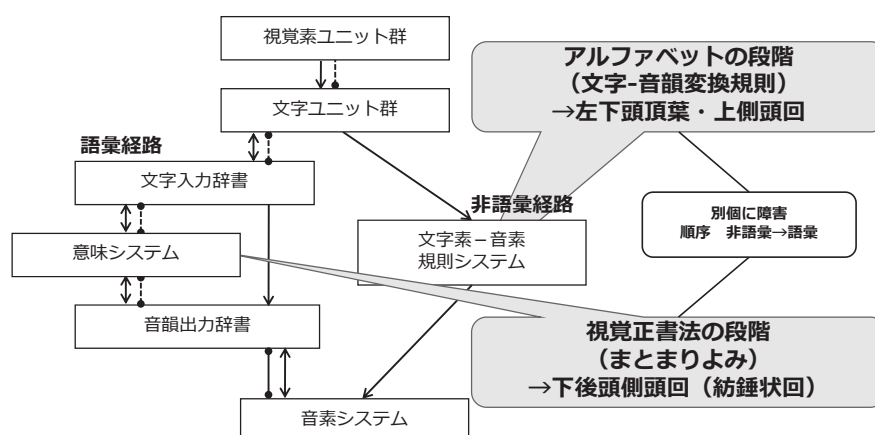 視覚素ユニット群
アルファベットの段階
（文字-音韻変換規則）
→左下頭頂葉・上側頭回
文字ユニット群
語彙経路
文字入力辞書
非語彙経路
別個に障害
順序　非語彙→語彙
文字素－音素
規則システム
意味システム
音韻出力辞書
視覚正書法の段階
（まとまりよみ）
→下後頭側頭回（紡錘状回）
音素システム